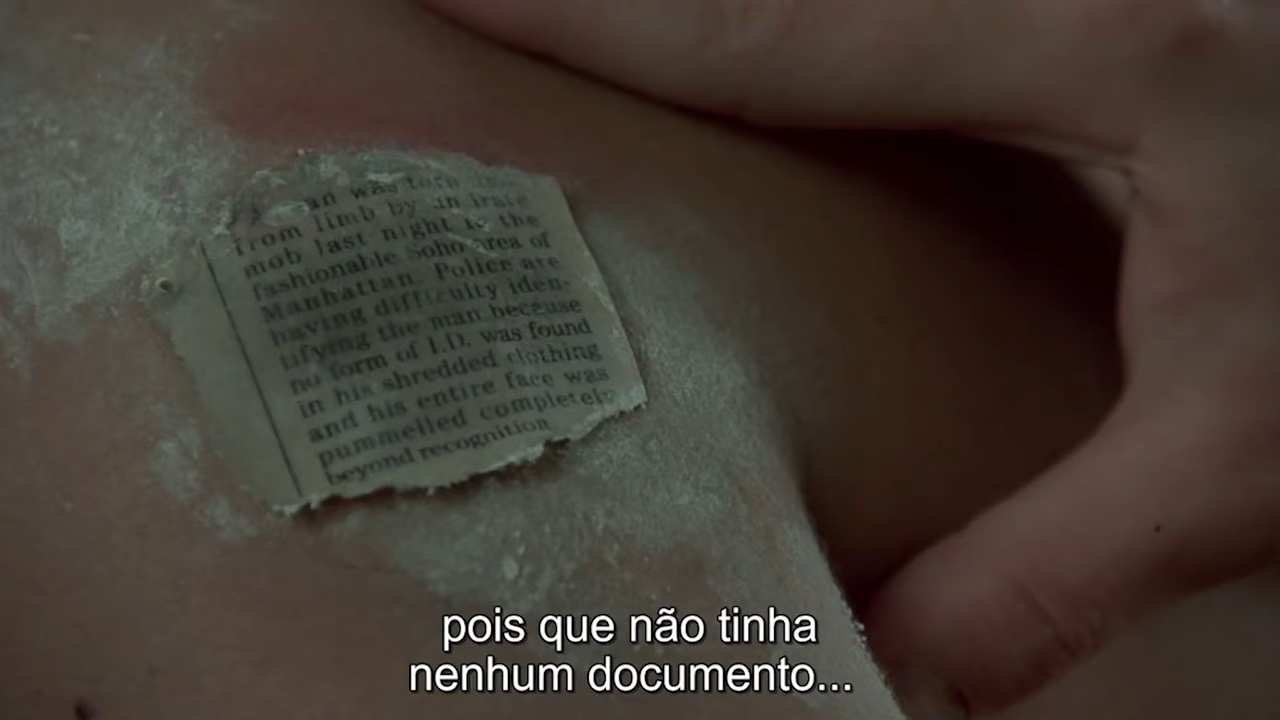 an was torn
from limb by an irate
mob last night in the
fashionable Soho area of
Manhattan. Police are
having difficulty iden-
tifying the man because
no form of I.D. was found
in his shredded clothing
and his entire face was
pummelled completely
beyond recognition
pois que não tinha
nenhum documento...